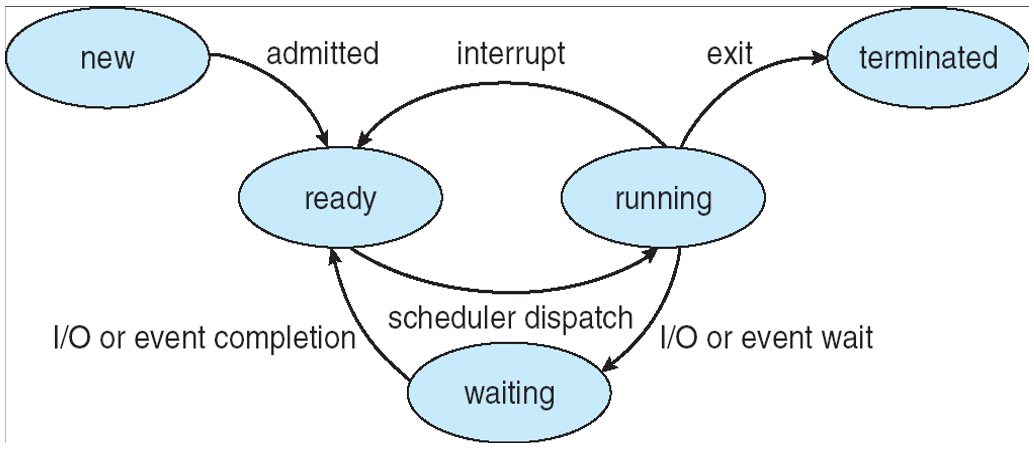 new
admitted
interrupt
exit
terminated
ready
running
scheduler dispatch
I/O or event completion
I/O or event wait
waiting